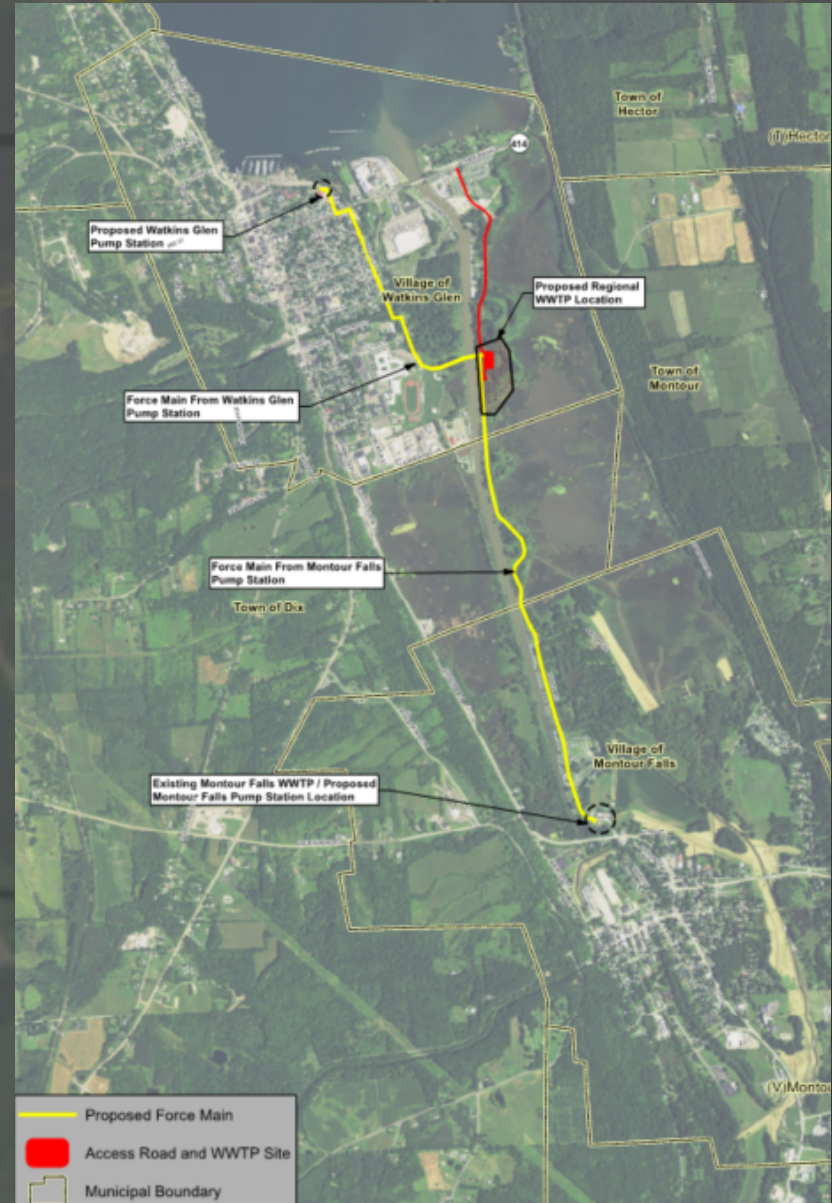 Town of
Hector
(T)Hector
414
Proposed Watkins Glen
Pump Station
Village of
Watkins Glen
Proposed Regional
WWTP Location
Town of
Montour
Force Main From Watkins Glen
Pump Station
Force Main From Montour Falls
Pump Station
Town of Dix
Village of
Montour Falls
Existing Montour Falls WWTP / Proposed
Montour Falls Pump Station Location
Proposed Force Main
Access Road and WWTP Site
Municipal Boundary